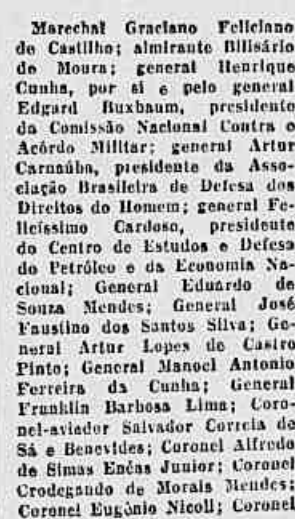 Marechal Graciano Feliciano
de Castilho; almirante Bilisário
de Moura; general Henrique
Cunha, por si e pelo general
Edgard Buxbaum, presidente
da Comissão Nacional Contra o
Acôrdo Militar; general Artur
Carnaúba, presidente da Asso-
ciação Brasileira de Defesa dos
Direitos do Homem; general Fe-
licíssimo Cardoso, presidente
do Centro de Estudos e Defesa
do Petróleo e da Economia Na-
cional; General Eduardo de
Souza Mendes; General José
Faustino dos Santos Silva; Ge-
neral Artur Lopes de Castro
Pinto; General Manoel Antonio
Ferreira da Cunha; General
Franklin Barbosa Lima; Coro-
nel-aviador Salvador Correia de
Sá e Benevides; Coronel Alfredo
de Simas Enéas Junior; Coronel
Crodegando de Morais Mendes;
Coronel Eugênio Nicoll; Coronel